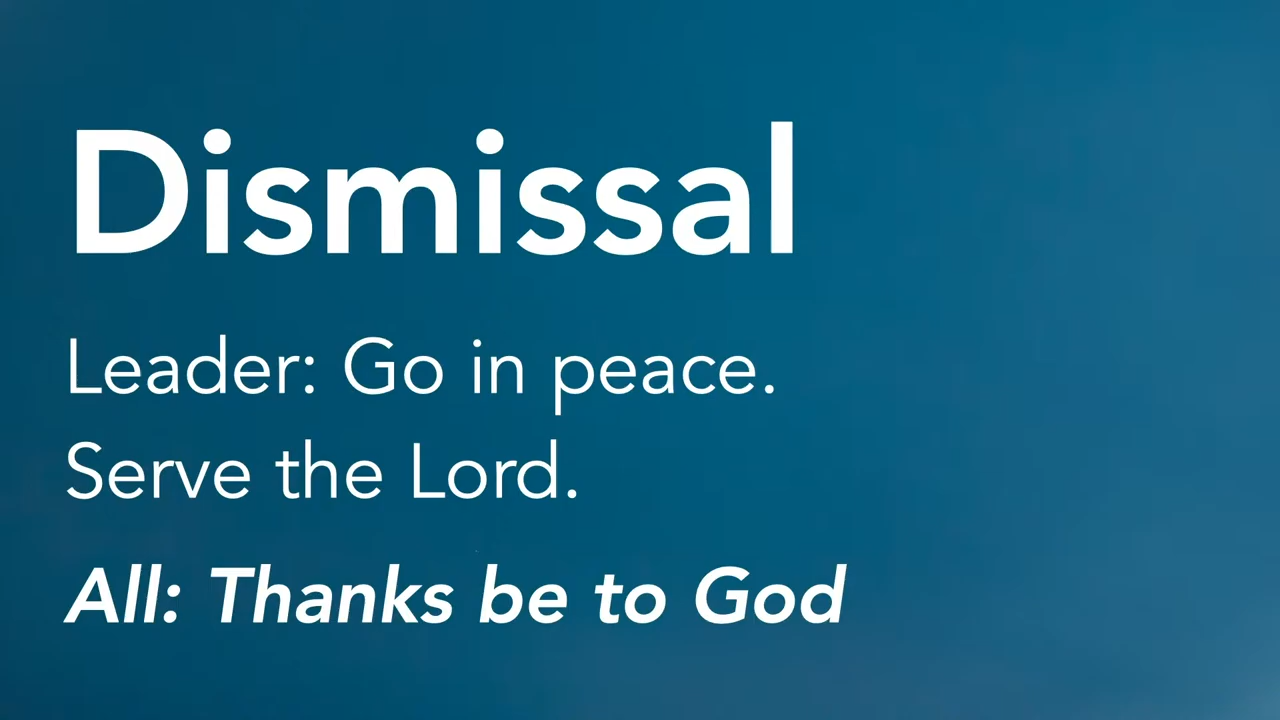 Dismissal
Leader: Go in peace.
Serve the Lord.
All: Thanks be to God